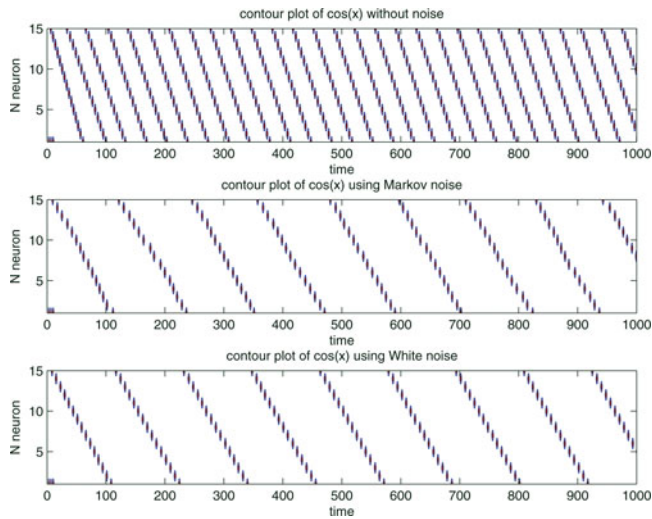 contour plot of cos(x) without noise
15
10
5
N neuron
0 100 200 300 400 500 600 700 800 900 1000
time
contour plot of cos(x) using Markov noise
15
10
5
N neuron
0 100 200 300 400 500 600 700 800 900 1000
time
contour plot of cos(x) using White noise
15
10
5
N neuron
0 100 200 300 400 500 600 700 800 900 1000
time